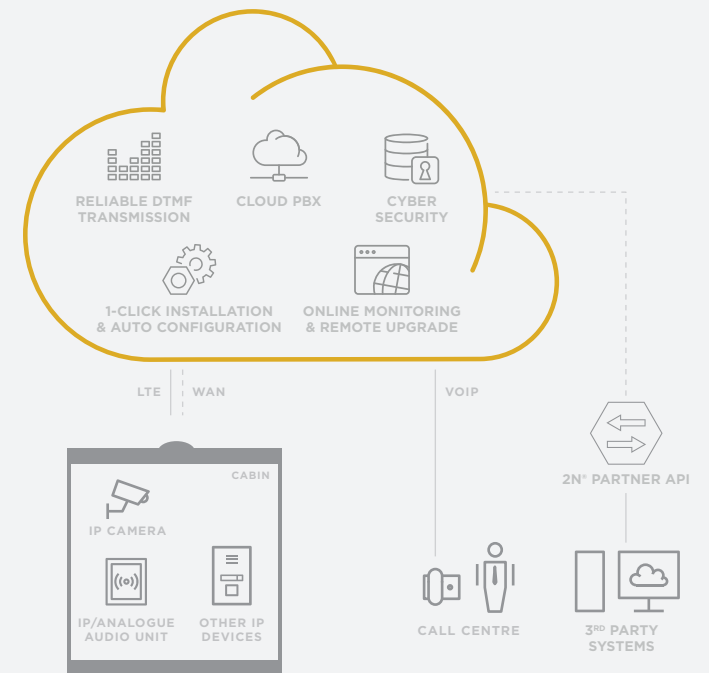 RELIABLE DTMF
TRANSMISSION
CLOUD PBX
CYBER
SECURITY
1-CLICK INSTALLATION
& AUTO CONFIGURATION
ONLINE MONITORING
& REMOTE UPGRADE
LTE
WAN
VOIP
CABIN
IP CAMERA
IP/ANALOGUE
AUDIO UNIT
OTHER IP
DEVICES
CALL CENTRE
2N® PARTNER API
3RD PARTY
SYSTEMS